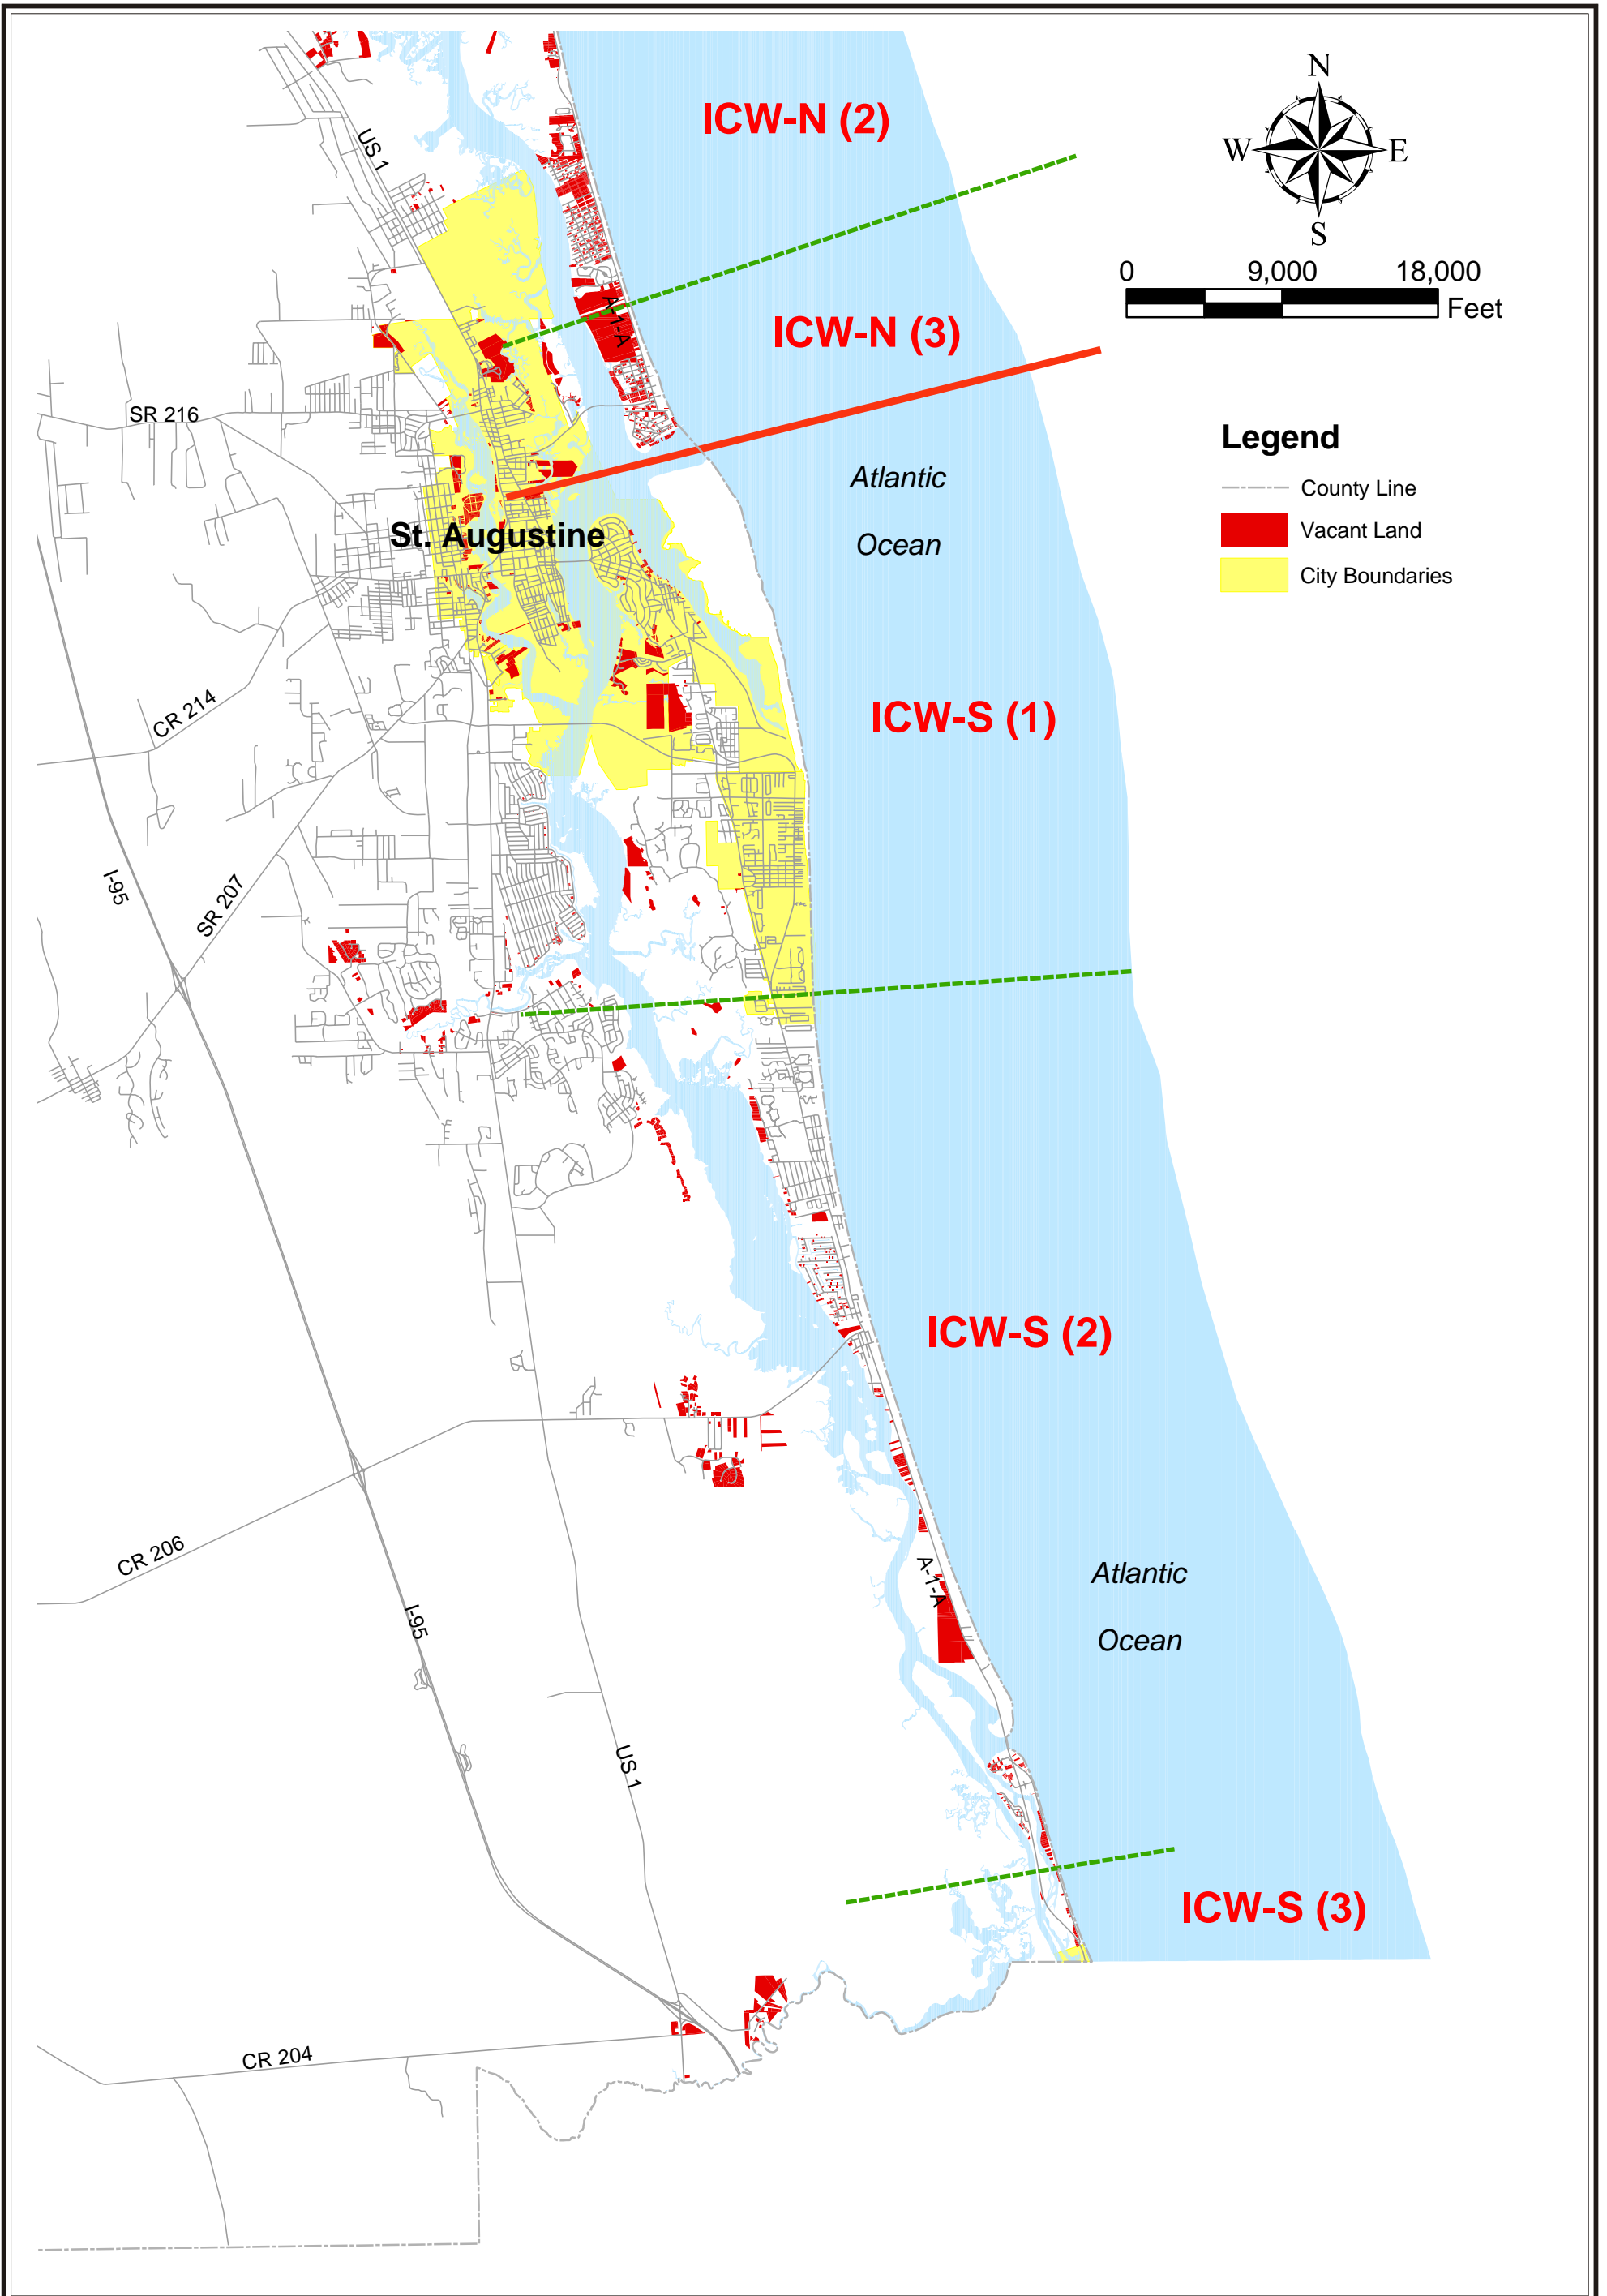 N
W
E
S
0
9,000
18,000
Feet
ICW-N (2)
US 1
A-1-A
ICW-N (3)
SR 216
Legend
County Line
Vacant Land
City Boundaries
Atlantic
Ocean
St. Augustine
CR 214
ICW-S (1)
I-95
SR 207
ICW-S (2)
CR 206
A-1-A
Atlantic
Ocean
I-95
US 1
ICW-S (3)
CR 204